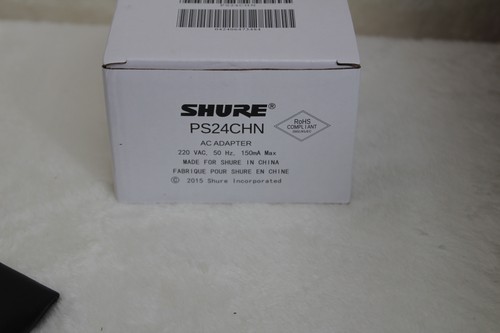 SHURE
PS24CHN
AC ADAPTER
220 VAC, 50 Hz, 150mA Max
MADE FOR SHURE IN CHINA
FABRIQUE POUR SHURE EN CHINE
© 2015 Shure Incorporated
RoHS
COMPLIANT